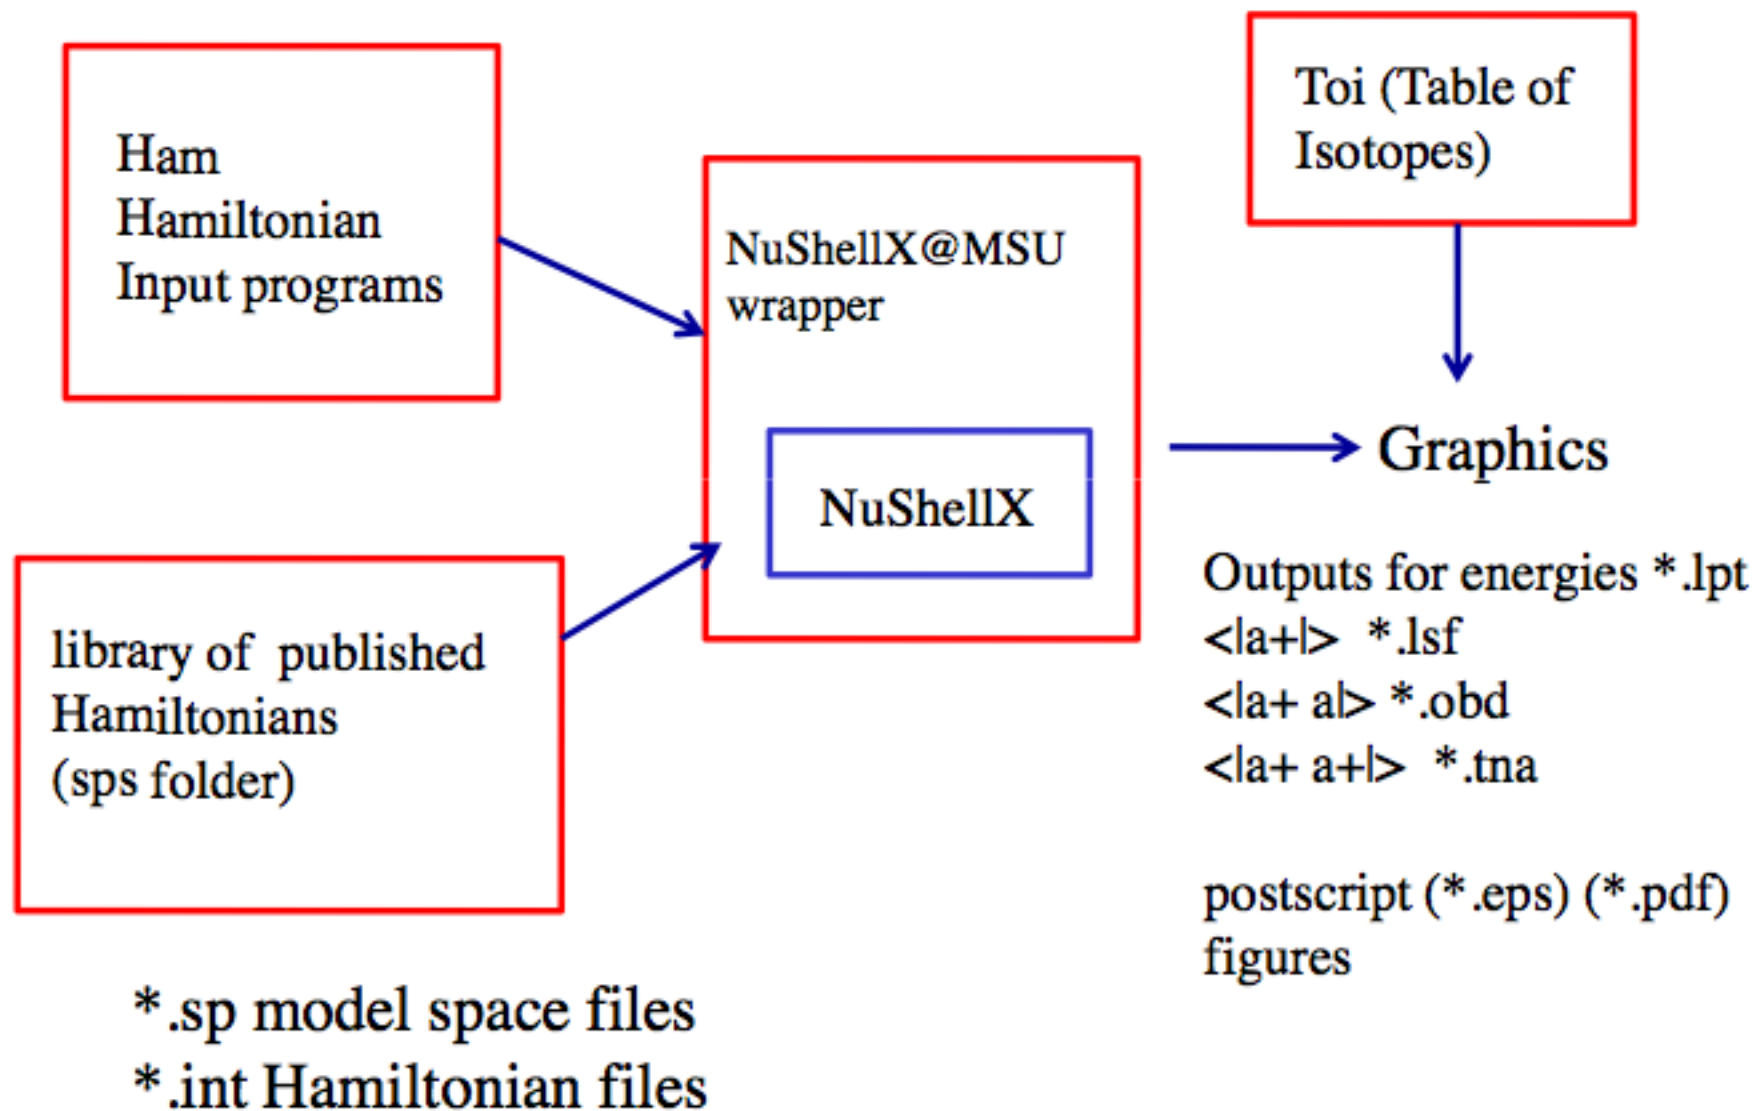 Ham
Hamiltonian
Input programs
library of published
Hamiltonians
(sps folder)
*.sp model space files
*.int Hamiltonian files
NuShellX@MSU
wrapper
NuShellX
Toi (Table of
Isotopes)
Graphics
Outputs for energies *.lpt
<|a+|> *.lsf
<|a+ a|> *.obd
<|a+ a+|> *.tna
postscript (*.eps) (*.pdf)
figures